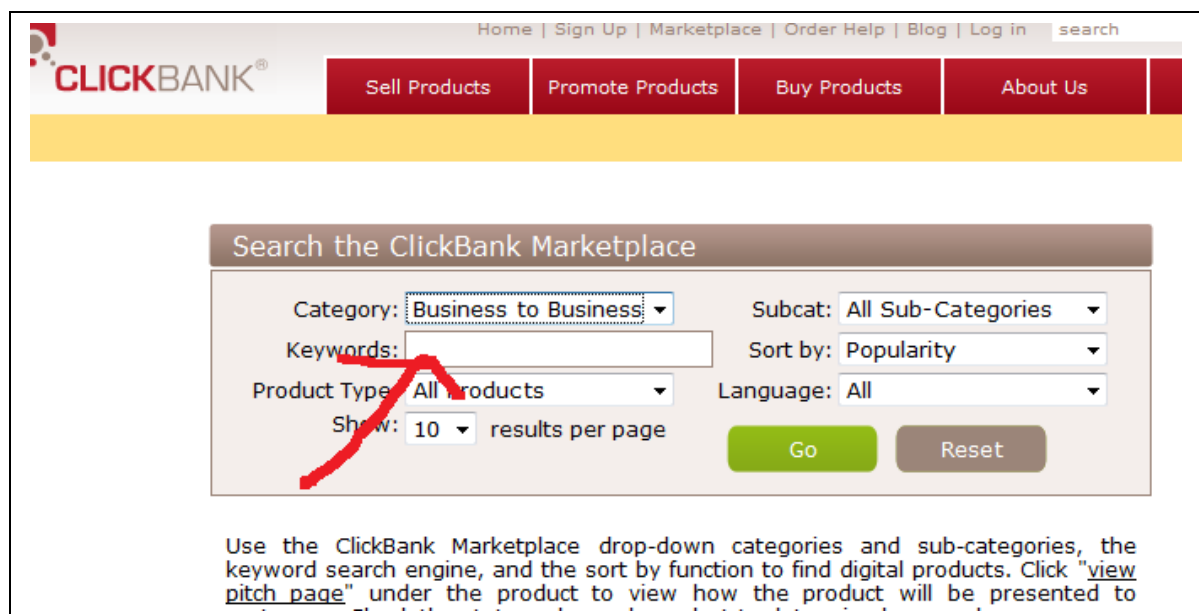 Home | Sign Up | Marketplace | Order Help | Blog | Log in search
CLICKBANK®
Sell Products Promote Products Buy Products About Us
Search the ClickBank Marketplace
Category: Business to Business Subcat: All Sub-Categories
Keywords: Sort by: Popularity
Product Type: All Products Language: All
Show: 10 results per page
Go Reset
Use the ClickBank Marketplace drop-down categories and sub-categories, the
keyword search engine, and the sort by function to find digital products. Click "view
pitch page" under the product to view how the product will be presented to